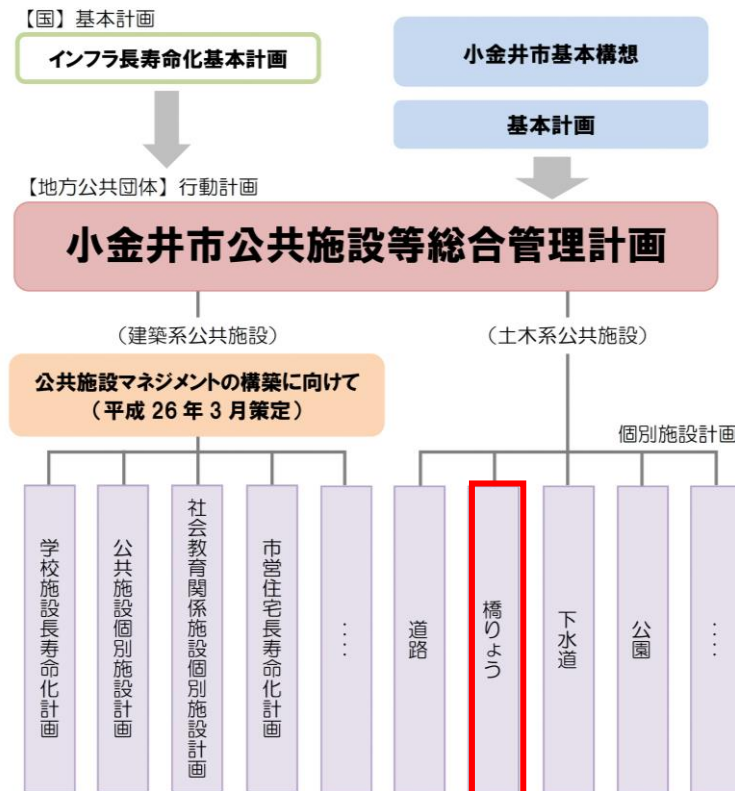 【国】基本計画
インフラ長寿命化基本計画
小金井市基本構想
基本計画
【地方公共団体】行動計画
小金井市公共施設等総合管理計画
（建築系公共施設）
（土木系公共施設）
公共施設マネジメントの構築に向けて
（平成 26 年 3 月策定）
個別施設計画
学校施設長寿命化計画
公共施設個別施設計画
社会教育関係施設個別施設計画
市営住宅長寿命化計画
‥‥
道路
橋りょう
下水道
公園
‥‥